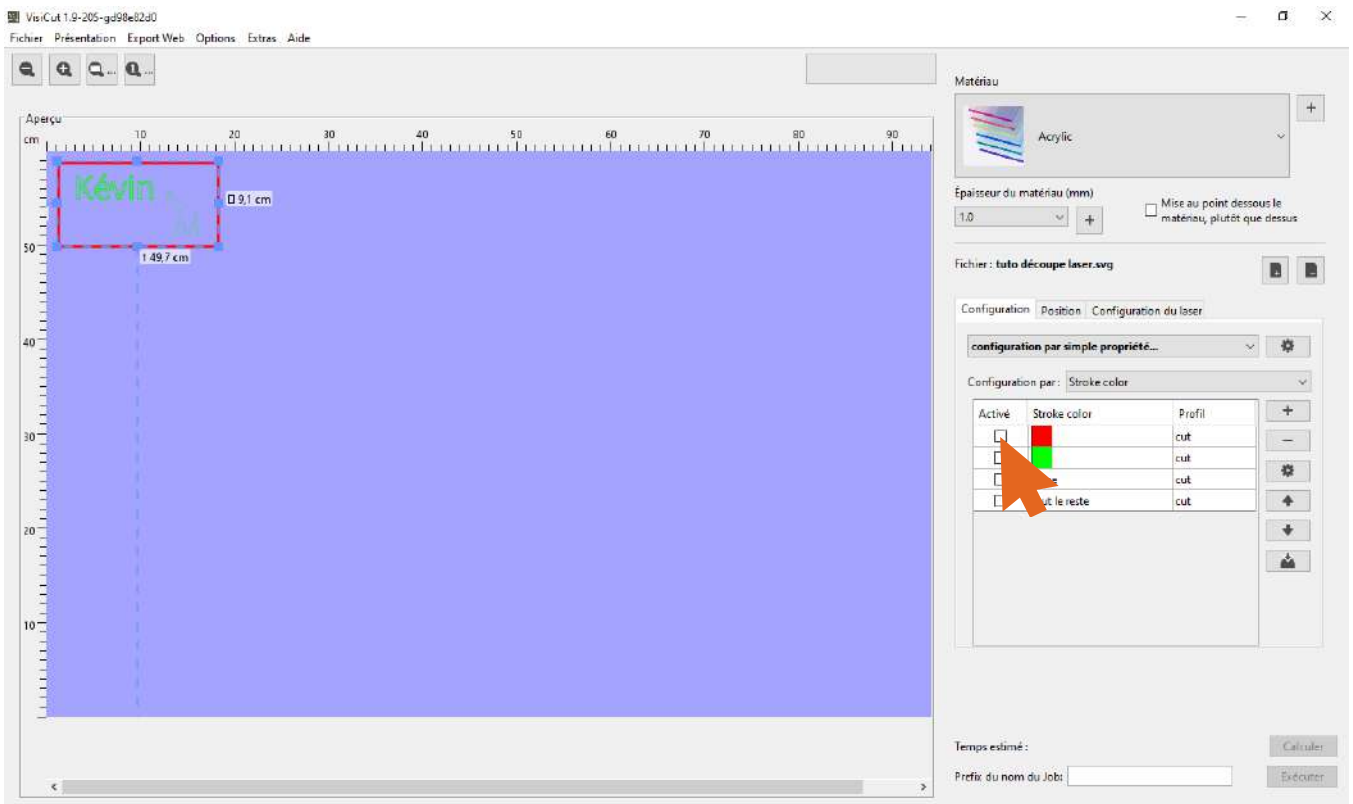 VisiCut 1.9-205-gd98e82d0
Fichier Présentation Export Web Options Extras Aide
... ...
Aperçu
cm 10 20 30 40 50 60 70 80 90
Kévin
9,1 cm
49,7 cm
50
40
30
20
10
Matériau
Acrylic
+
Épaisseur du matériau (mm)
1.0
+
Mise au point dessous le
matériau, plutôt que dessus
Fichier : tuto découpe laser.svg
Configuration Position Configuration du laser
configuration par simple propriété...
Configuration par : Stroke color
Activé Stroke color Profil
cut
cut
cut
le reste cut
Temps estimé :
Calculer
Prefix du nom du Job:
Exécuter